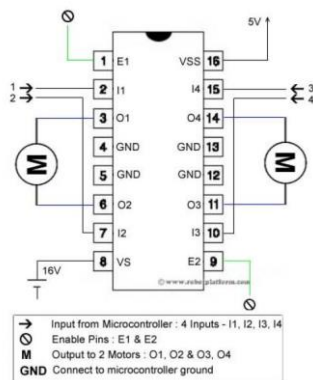 5V
1 E1 VSS 16
1 2 I1 I4 15 3
2 4
3 O1 O4 14
4 GND GND 13
M M
5 GND GND 12
6 O2 O3 11
7 I2 I3 10
16V 8 VS E2 9
© www.robotplatform.com
Input from Microcontroller : 4 Inputs - I1, I2, I3, I4
Enable Pins : E1 & E2
M Output to 2 Motors : O1, O2 & O3, O4
GND Connect to microcontroller ground